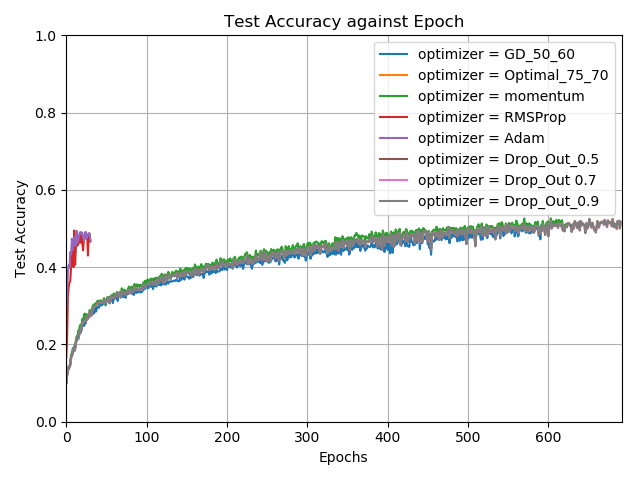 Test Accuracy against Epoch
1.0
0.8
0.6
0.4
0.2
0.0
Test Accuracy
optimizer = GD_50_60
optimizer = Optimal_75_70
optimizer = momentum
optimizer = RMSProp
optimizer = Adam
optimizer = Drop_Out_0.5
optimizer = Drop_Out 0.7
optimizer = Drop_Out_0.9
0 100 200 300 400 500 600
Epochs